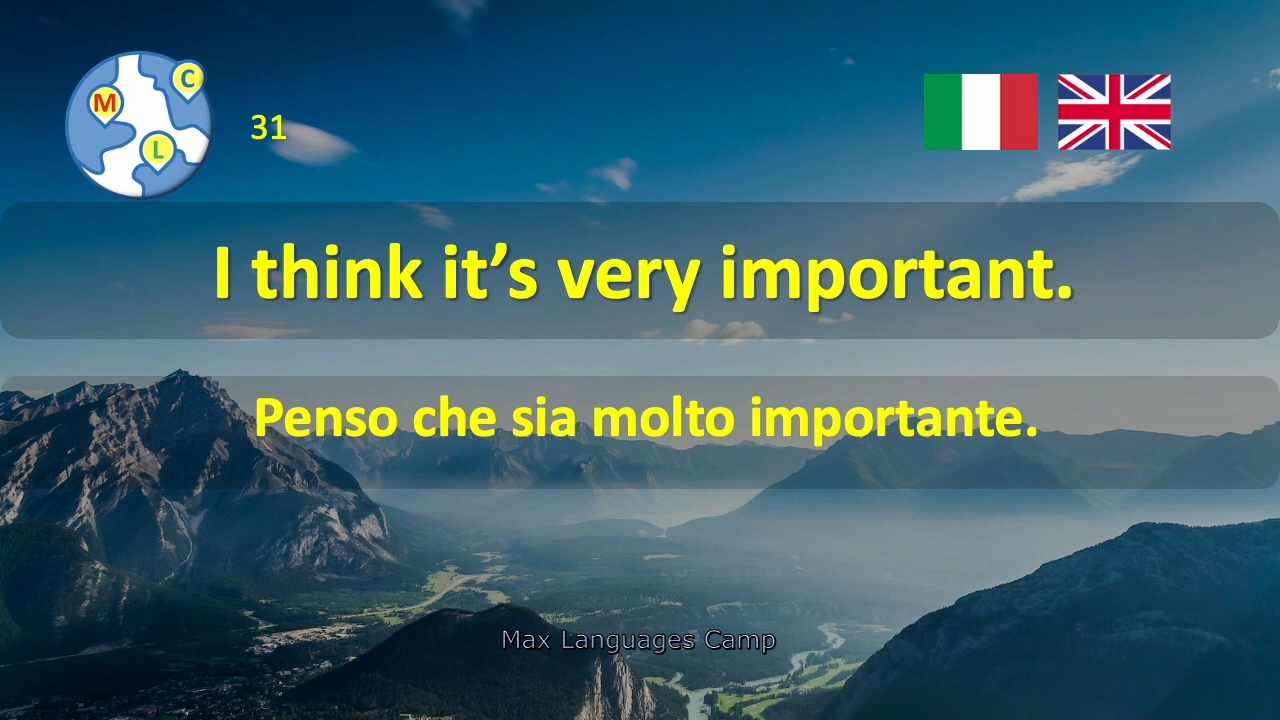 M
C
L
31
I think it’s very important.
Penso che sia molto importante.
Max Languages Camp